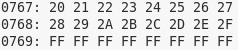 0767: 20 21 22 23 24 25 26 27
0768: 28 29 2A 2B 2C 2D 2E 2F
0769: FF FF FF FF FF FF FF FF